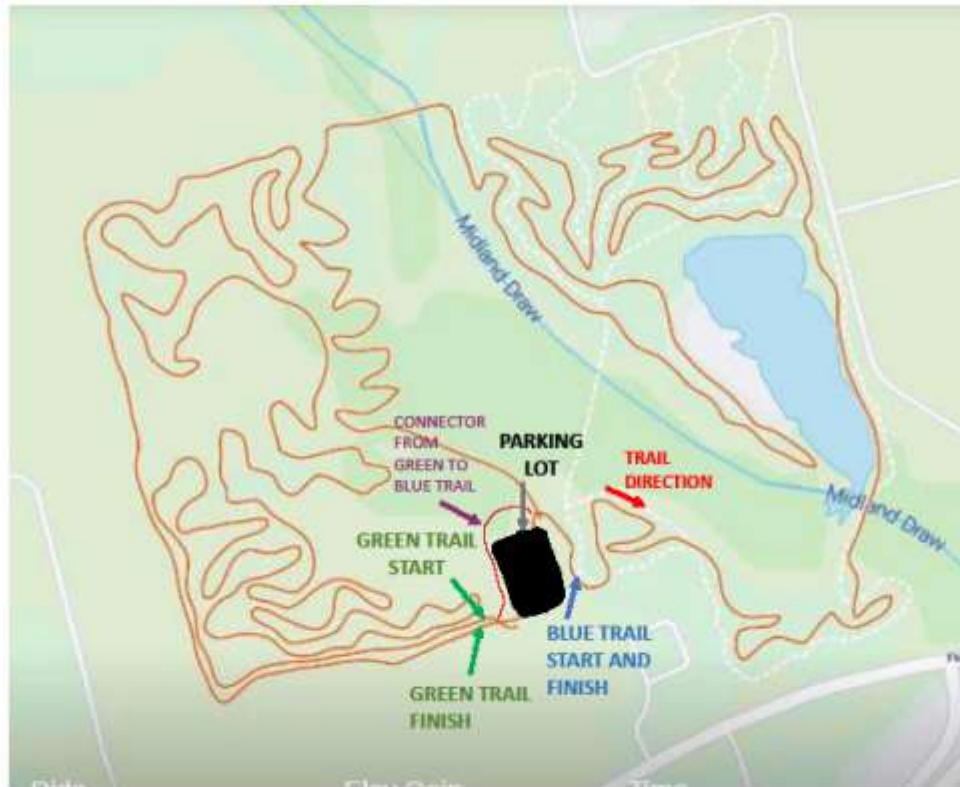 Midland-Draw
CONNECTOR
FROM
GREEN TO
BLUE TRAIL
PARKING
LOT
TRAIL
DIRECTION
Midland-Draw
GREEN TRAIL
START
BLUE TRAIL
START AND
FINISH
GREEN TRAIL
FINISH